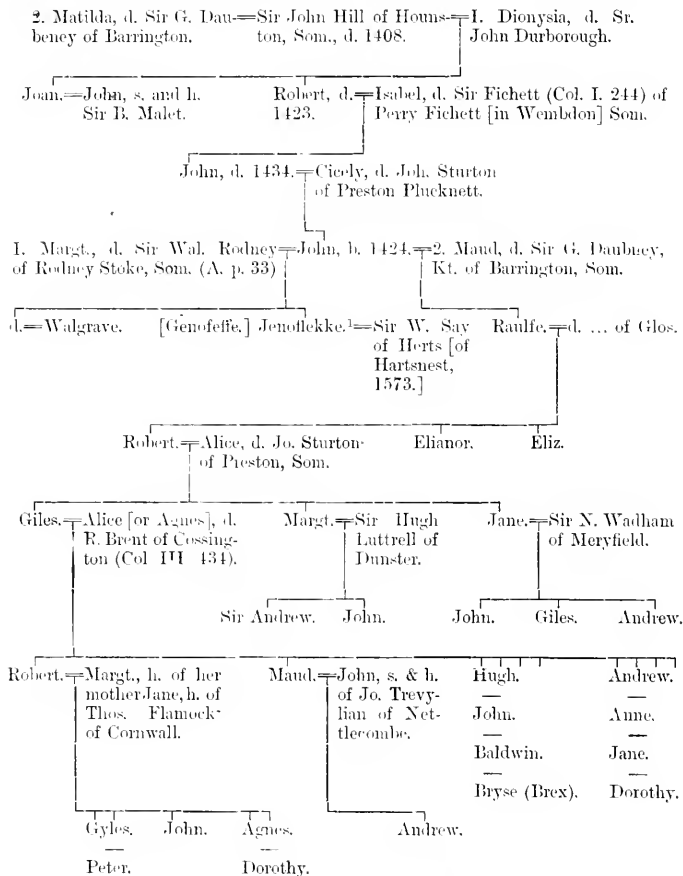 2. Matilda, d. Sir G. Dau-=Sir John Hill of Houns-=1. Dionysia, d. Sr.
beney of Barrington. ton, Som., d. 1408. John Durborough.
Joan.=John, s. and h. Robert, d.=Isabel, d. Sir Fichett (Col. I. 244) of
Sir B. Malet. 1423. Perry Fichett [in Wembdon] Som.
John, d. 1434.=Cicely, d. Joh. Sturton
of Preston Plucknett.
1. Margt., d. Sir Wal. Rodney=John, b. 1424.=2. Maud, d. Sir G. Daubney,
of Rodney Stoke, Som. (A. p. 33) Kt. of Barrington, Som.
d.=Walgrave. [Genofeffe.] Jenoflekke.¹=Sir W. Say Raulfe.=d. ... of Glos.
of Herts [of
Hartsnest,
1573.]
Robert.=Alice, d. Jo. Sturton Elianor. Eliz.
of Preston, Som.
Giles.=Alice [or Agnes], d. Margt.=Sir Hugh Jane.=Sir N. Wadham
R. Brent of Cossing- Luttrell of of Meryfield.
ton (Col III 434). Dunster.
Sir Andrew. John. John. Giles. Andrew.
Robert.=Margt., h. of her Maud.=John, s. & h. Hugh. Andrew.
mother Jane, h. of of Jo. Trevy-
Thos. Flamock lian of Net- John. Anne.
of Cornwall. tlecombe.
Baldwin. Jane.
Bryse (Brex). Dorothy.
Gyles. John. Agnes. Andrew.
Peter. Dorothy.